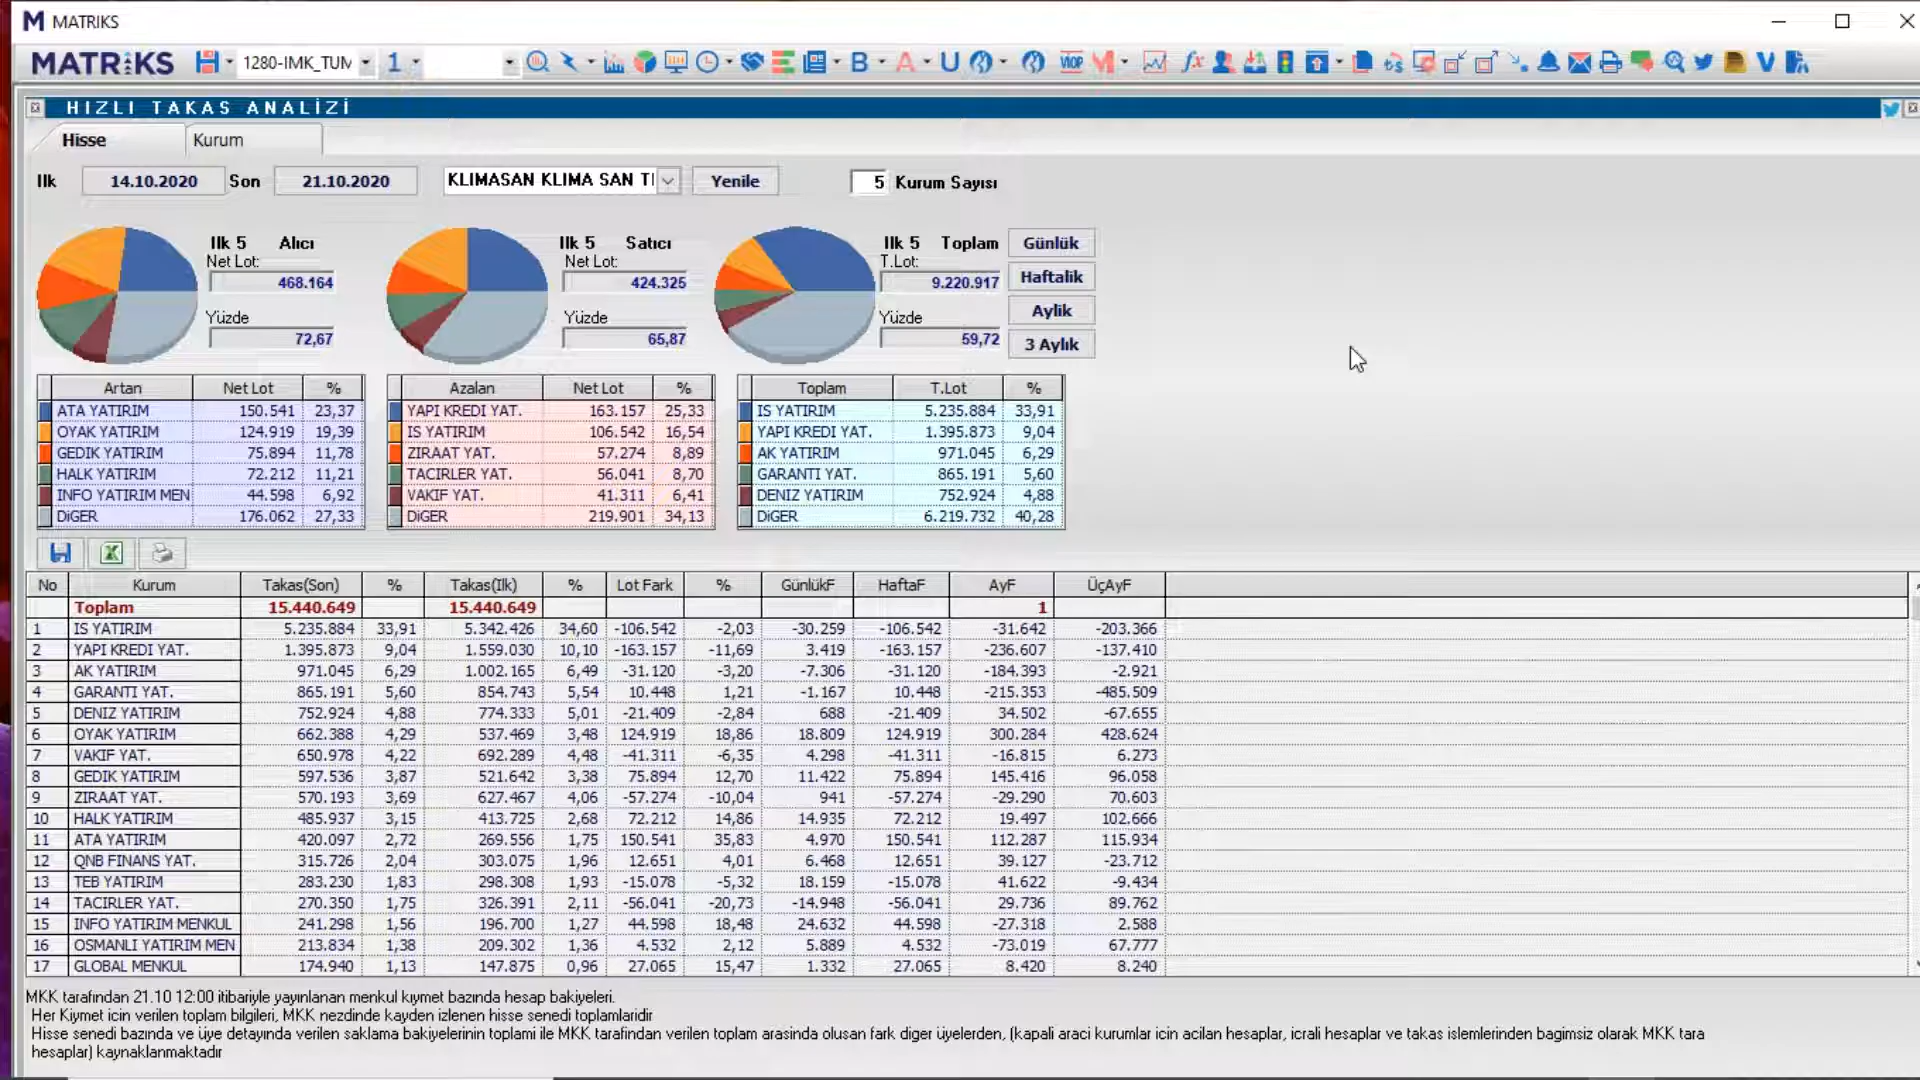 MATRIKS
MATRiKS 1280-IMK_TUM 1
HIZLI TAKAS ANALİZİ
Hisse Kurum
Ilk 14.10.2020 Son 21.10.2020 KLIMASAN KLIMA SAN TI Yenile 5 Kurum Sayısı
Ilk 5 Alıcı Ilk 5 Satıcı Ilk 5 Toplam Günlük
Net Lot: Net Lot: T.Lot:
468.164 424.325 9.220.917 Haftalik
Yüzde Yüzde Yüzde Aylik
72,67 65,87 59,72 3 Aylık
Artan Net Lot % Azalan Net Lot % Toplam T.Lot %
ATA YATIRIM 150.541 23,37 YAPI KREDI YAT. 163.157 25,33 IS YATIRIM 5.235.884 33,91
OYAK YATIRIM 124.919 19,39 IS YATIRIM 106.542 16,54 YAPI KREDI YAT. 1.395.873 9,04
GEDIK YATIRIM 75.894 11,78 ZIRAAT YAT. 57.274 8,89 AK YATIRIM 971.045 6,29
HALK YATIRIM 72.212 11,21 TACIRLER YAT. 56.041 8,70 GARANTI YAT. 865.191 5,60
INFO YATIRIM MEN 44.598 6,92 VAKIF YAT. 41.311 6,41 DENIZ YATIRIM 752.924 4,88
DiGER 176.062 27,33 DiGER 219.901 34,13 DiGER 6.219.732 40,28
No Kurum Takas(Son) % Takas(Ilk) % Lot Fark % GünlükF HaftaF AyF ÜçAyF
Toplam 15.440.649 15.440.649 1
1 IS YATIRIM 5.235.884 33,91 5.342.426 34,60 -106.542 -2,03 -30.259 -106.542 -31.642 -203.366
2 YAPI KREDI YAT. 1.395.873 9,04 1.559.030 10,10 -163.157 -11,69 3.419 -163.157 -236.607 -137.410
3 AK YATIRIM 971.045 6,29 1.002.165 6,49 -31.120 -3,20 -7.306 -31.120 -184.393 -2.921
4 GARANTI YAT. 865.191 5,60 854.743 5,54 10.448 1,21 -1.167 10.448 -215.353 -485.509
5 DENIZ YATIRIM 752.924 4,88 774.333 5,01 -21.409 -2,84 688 -21.409 34.502 -67.655
6 OYAK YATIRIM 662.388 4,29 537.469 3,48 124.919 18,86 18.809 124.919 300.284 428.624
7 VAKIF YAT. 650.978 4,22 692.289 4,48 -41.311 -6,35 4.298 -41.311 -16.815 6.273
8 GEDIK YATIRIM 597.536 3,87 521.642 3,38 75.894 12,70 11.422 75.894 145.416 96.058
9 ZIRAAT YAT. 570.193 3,69 627.467 4,06 -57.274 -10,04 941 -57.274 -29.290 70.603
10 HALK YATIRIM 485.937 3,15 413.725 2,68 72.212 14,86 14.935 72.212 19.497 102.666
11 ATA YATIRIM 420.097 2,72 269.556 1,75 150.541 35,83 4.970 150.541 112.287 115.934
12 QNB FINANS YAT. 315.726 2,04 303.075 1,96 12.651 4,01 6.468 12.651 39.127 -23.712
13 TEB YATIRIM 283.230 1,83 298.308 1,93 -15.078 -5,32 18.159 -15.078 41.622 -9.434
14 TACIRLER YAT. 270.350 1,75 326.391 2,11 -56.041 -20,73 -14.948 -56.041 29.736 89.762
15 INFO YATIRIM MENKUL 241.298 1,56 196.700 1,27 44.598 18,48 24.632 44.598 -27.318 2.588
16 OSMANLI YATIRIM MEN 213.834 1,38 209.302 1,36 4.532 2,12 5.889 4.532 -73.019 67.777
17 GLOBAL MENKUL 174.940 1,13 147.875 0,96 27.065 15,47 1.332 27.065 8.420 8.240
MKK tarafından 21.10 12:00 itibariyle yayınlanan menkul kıymet bazında hesap bakiyeleri.
Her Kiymet icin verilen toplam bilgileri, MKK nezdinde kayden izlenen hisse senedi toplamlaridir
Hisse senedi bazında ve üye detayında verilen saklama bakiyelerinin toplami ile MKK tarafından verilen toplam arasinda olusan fark diger üyelerden, (kapali araci kurumlar icin acilan hesaplar, icrali hesaplar ve takas islemlerinden bagimsiz olarak MKK tara
hesaplar) kaynaklanmaktadır